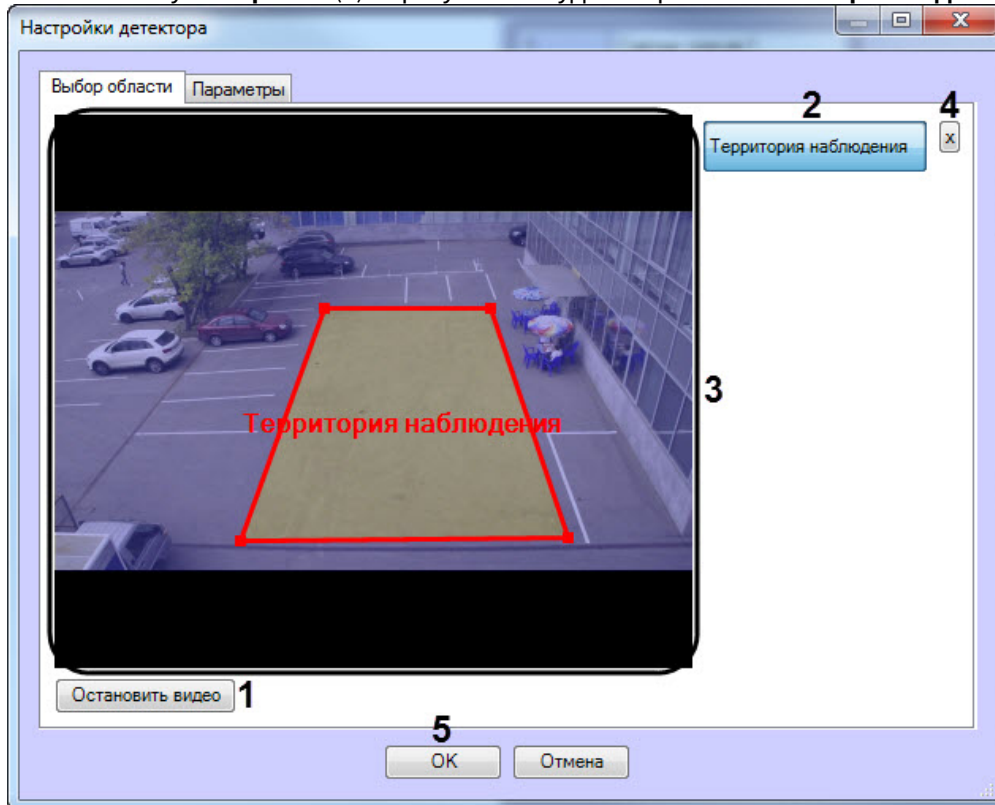 Настройки детектора
Выбор области Параметры
2 4
Территория наблюдения x
3
Территория наблюдения
Остановить видео 1
5
OK Отмена